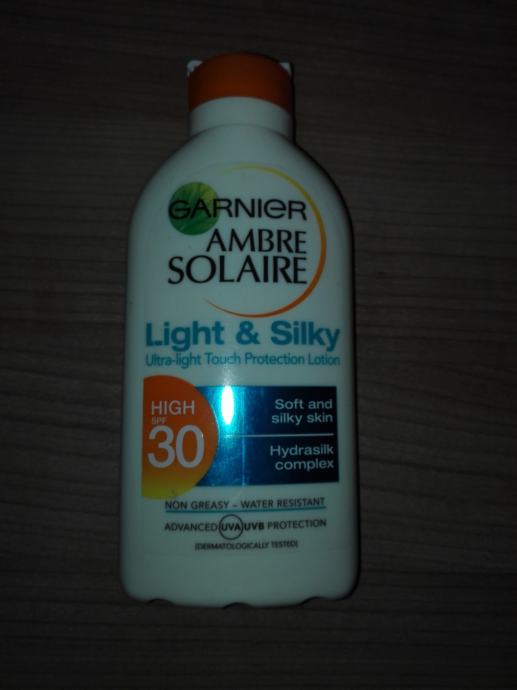 GARNIER
AMBRE
SOLAIRE
Light & Silky
Ultra-light Touch Protection Lotion
HIGH
SPF
30
Soft and
silky skin
Hydrasilk
complex
NON GREASY – WATER RESISTANT
ADVANCED UVA UVB PROTECTION
[DERMATOLOGICALLY TESTED]